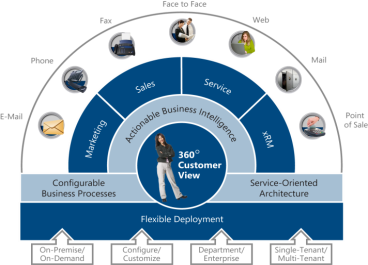 Face to Face
Fax
Web
Phone
Mail
E-Mail
Point
of Sale
Sales
Service
Marketing
xRM
Actionable Business Intelligence
360°
Customer
View
Configurable
Business Processes
Service-Oriented
Architecture
Flexible Deployment
On-Premise/
On-Demand
Configure/
Customize
Department/
Enterprise
Single-Tenant/
Multi-Tenant